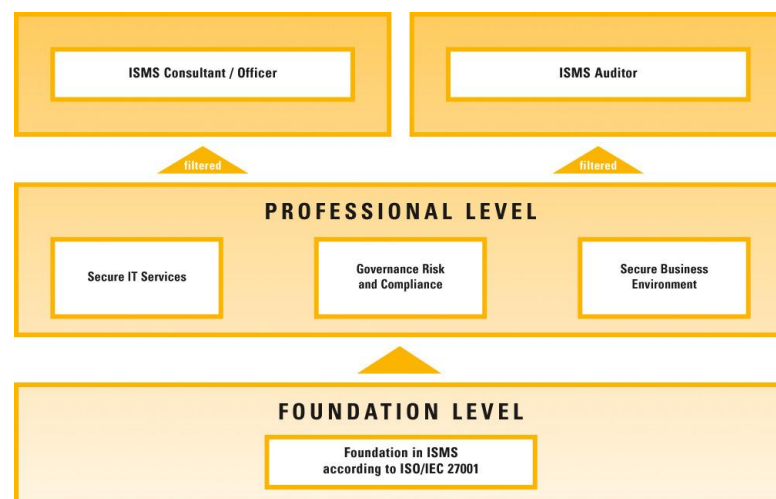 ISMS Consultant / Officer
ISMS Auditor
filtered
filtered
PROFESSIONAL LEVEL
Secure IT Services
Governance Risk
and Compliance
Secure Business
Environment
FOUNDATION LEVEL
Foundation in ISMS
according to ISO/IEC 27001